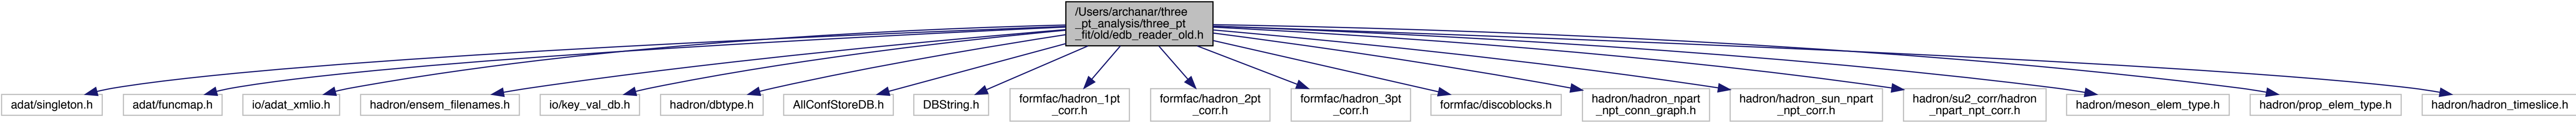 /Users/archanar/three
_pt_analysis/three_pt
_fit/old/edb_reader_old.h
adat/singleton.h
adat/funcmap.h
io/adat_xmlio.h
hadron/ensem_filenames.h
io/key_val_db.h
hadron/dbtype.h
AllConfStoreDB.h
DBString.h
formfac/hadron_1pt
_corr.h
formfac/hadron_2pt
_corr.h
formfac/hadron_3pt
_corr.h
formfac/discoblocks.h
hadron/hadron_npart
_npt_conn_graph.h
hadron/hadron_sun_npart
_npt_corr.h
hadron/su2_corr/hadron
_npart_npt_corr.h
hadron/meson_elem_type.h
hadron/prop_elem_type.h
hadron/hadron_timeslice.h